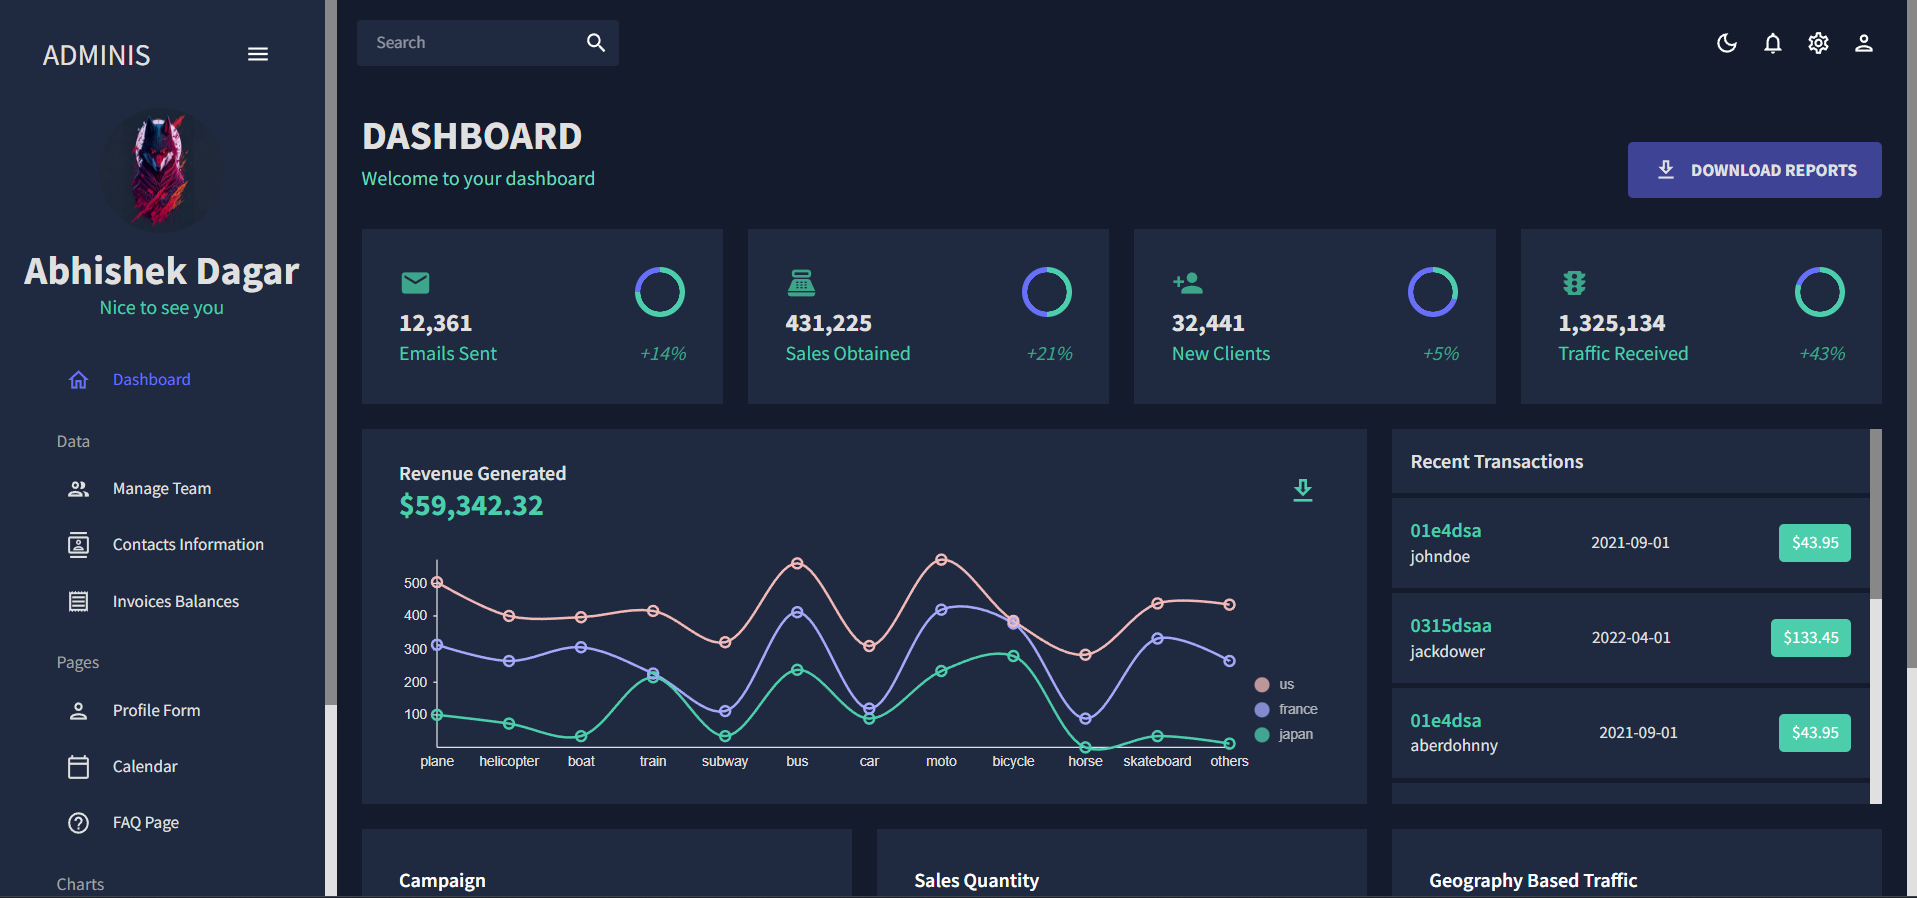 ADMINIS
Abhishek Dagar
Nice to see you
Dashboard
Data
Manage Team
Contacts Information
Invoices Balances
Pages
Profile Form
Calendar
FAQ Page
Charts
Search
DASHBOARD
Welcome to your dashboard
DOWNLOAD REPORTS
12,361
Emails Sent +14%
431,225
Sales Obtained +21%
32,441
New Clients +5%
1,325,134
Traffic Received +43%
Revenue Generated
$59,342.32
500
400
300
200
100
plane helicopter boat train subway bus car moto bicycle horse skateboard others
us
france
japan
Recent Transactions
01e4dsa
johndoe
2021-09-01
$43.95
0315dsaa
jackdower
2022-04-01
$133.45
01e4dsa
aberdohnny
2021-09-01
$43.95
Campaign
Sales Quantity
Geography Based Traffic